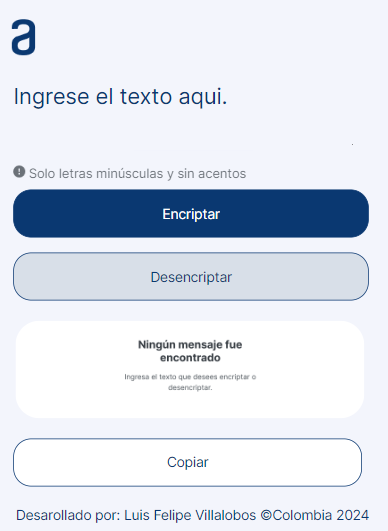 a
Ingrese el texto aqui.
Solo letras minúsculas y sin acentos
Encriptar
Desencriptar
Ningún mensaje fue
encontrado
Ingresa el texto que desees encriptar o
desencriptar.
Copiar
Desarollado por: Luis Felipe Villalobos ©Colombia 2024